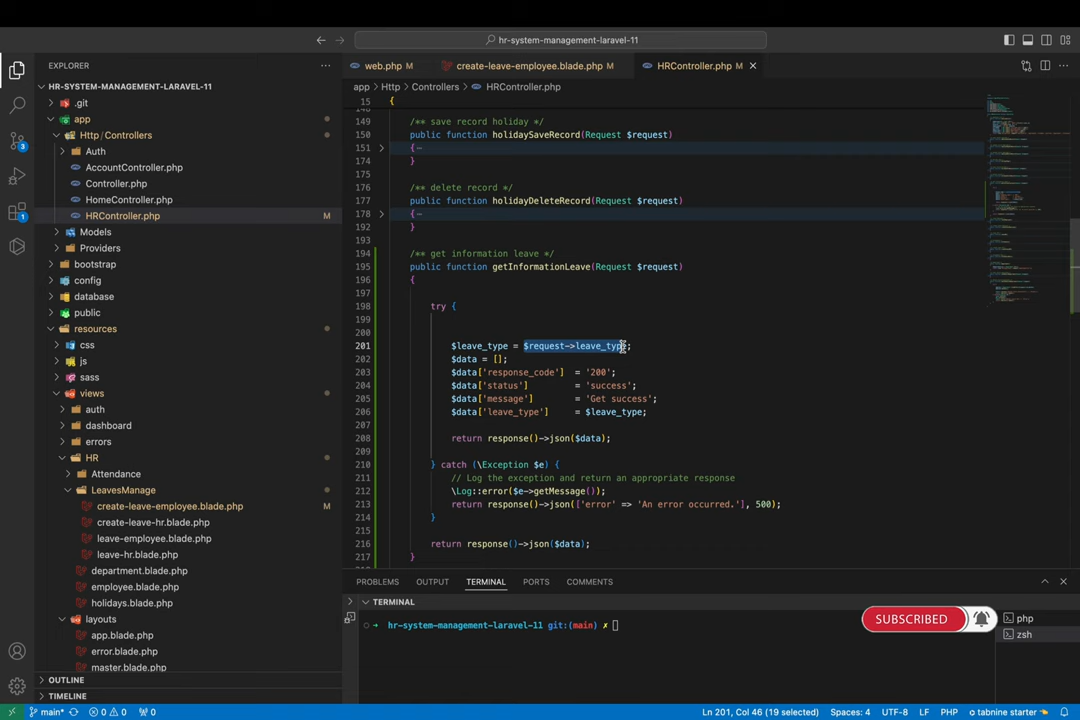 hr-system-management-laravel-11
EXPLORER
web.php M
create-leave-employee.blade.php M
HRController.php M
HR-SYSTEM-MANAGEMENT-LARAVEL-11
app > Http > Controllers > HRController.php
.git
app
Http / Controllers
Auth
AccountController.php
Controller.php
HomeController.php
HRController.php M
Models
Providers
bootstrap
config
database
public
resources
js
sass
views
auth
dashboard
errors
HR
Attendance
LeavesManage
create-leave-employee.blade.php M
create-leave-hr.blade.php
leave-employee.blade.php
leave-hr.blade.php
department.blade.php
employee.blade.php
holidays.blade.php
layouts
app.blade.php
error.blade.php
master.blade.php
OUTLINE
TIMELINE
3
1
15 {
149 /** save record holiday */
150 public function holidaySaveRecord(Request $request)
151 {
174 }
175
176 /** delete record */
177 public function holidayDeleteRecord(Request $request)
178 {
192 }
193
194 /** get information leave */
195 public function getInformationLeave(Request $request)
196 {
197
198 try {
199
200
201 $leave_type = $request->leave_type;
202 $data = [];
203 $data['response_code'] = '200';
204 $data['status'] = 'success';
205 $data['message'] = 'Get success';
206 $data['leave_type'] = $leave_type;
207
208 return response()->json($data);
209
210 } catch (\Exception $e) {
211 // Log the exception and return an appropriate response
212 \Log::error($e->getMessage());
213 return response()->json(['error' => 'An error occurred.'], 500);
214 }
215
216 return response()->json($data);
217 }
PROBLEMS OUTPUT TERMINAL PORTS COMMENTS
TERMINAL
hr-system-management-laravel-11 git:(main) ✗
SUBSCRIBED
php
zsh
main* 0 0 0 Ln 201, Col 46 (19 selected) Spaces: 4 UTF-8 LF PHP tabnine starter